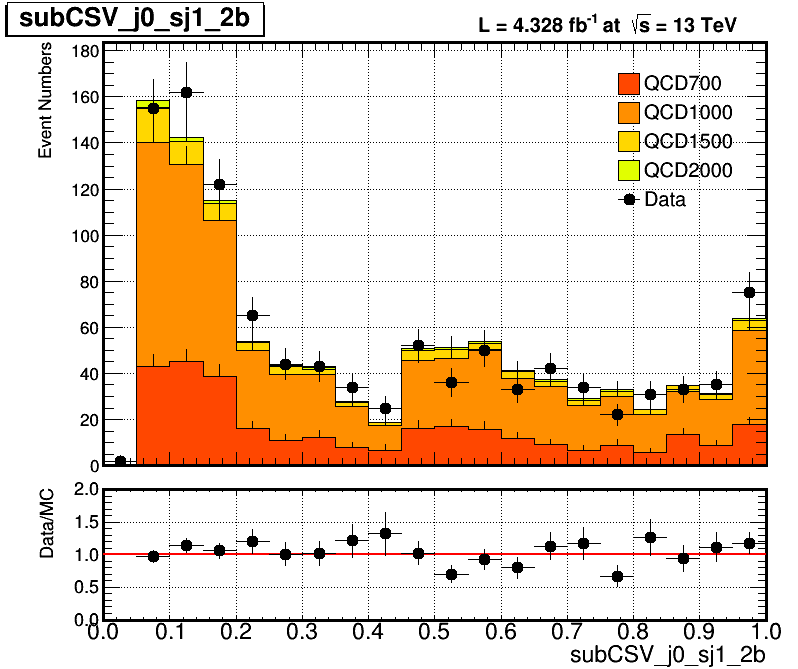 subCSV_j0_sj1_2b
L = 4.328 fb⁻¹ at √s = 13 TeV
Event Numbers
180
160
140
120
100
80
60
40
20
0
QCD700
QCD1000
QCD1500
QCD2000
Data
Data/MC
2.0
1.5
1.0
0.5
0.0
0.0 0.1 0.2 0.3 0.4 0.5 0.6 0.7 0.8 0.9 1.0
subCSV_j0_sj1_2b